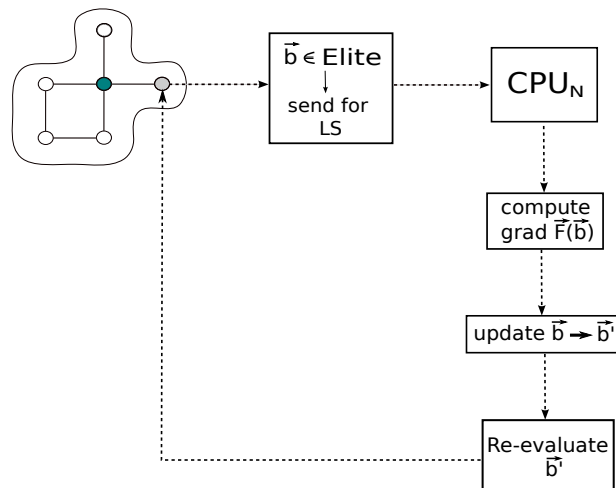 b⃗ ∈ Elite
send for
LS
CPU_N
compute
grad F⃗(b⃗)
update b⃗ → b⃗'
Re-evaluate
b⃗'